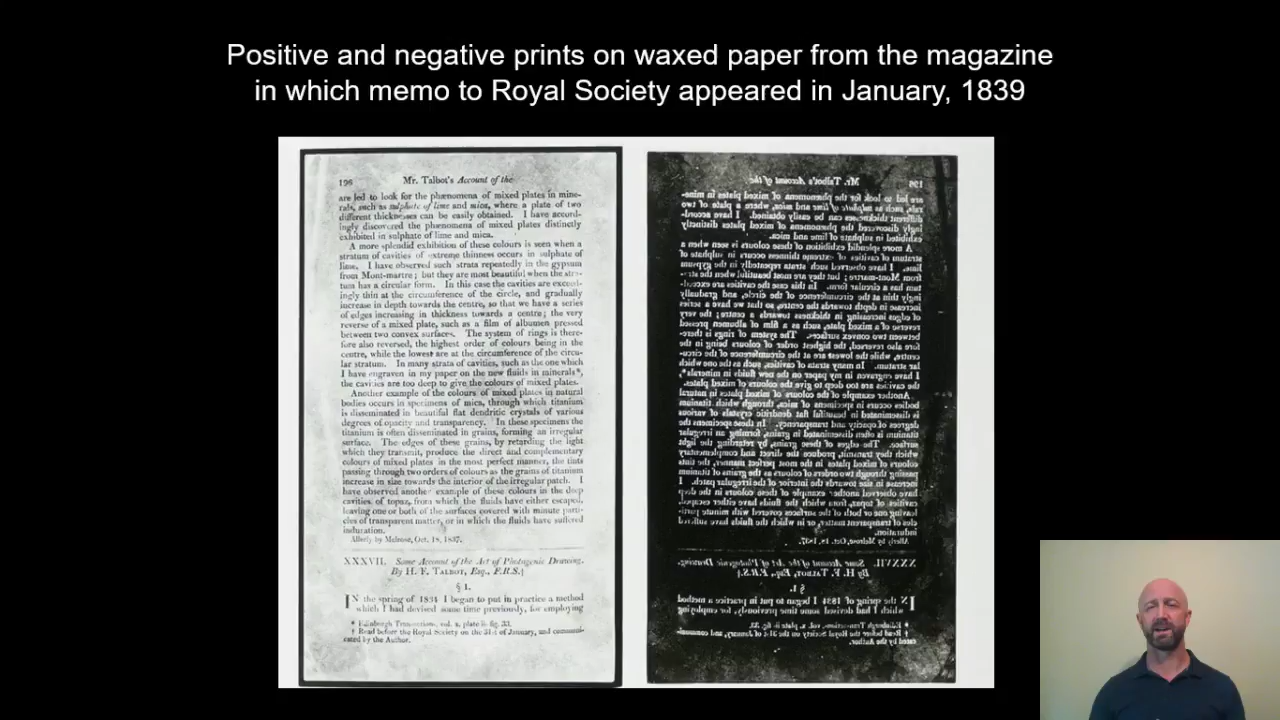 Positive and negative prints on waxed paper from the magazine
in which memo to Royal Society appeared in January, 1839
196
Mr. Talbot's Account of the
are led to look for the phænomena of mixed plates in mine-
rals, such as sulphate of lime and mica, where a plate of two
different thicknesses can be easily obtained. I have accord-
ingly discovered the phænomena of mixed plates distinctly
exhibited in sulphate of lime and mica.
A more splendid exhibition of these colours is seen when a
stratum of cavities of extreme thinness occurs in sulphate of
lime. I have observed such strata repeatedly in the gypsum
from Mont-martre; but they are most beautiful when the stra-
tum has a circular form. In this case the cavities are exceed-
ingly thin at the circumference of the circle, and gradually
increase in depth towards the centre, so that we have a series
of edges increasing in thickness towards a centre; the very
reverse of a mixed plate, such as a film of albumen pressed
between two convex surfaces. The system of rings is there-
fore also reversed, the highest order of colours being in the
centre, while the lowest are at the circumference of the circu-
lar stratum. In many strata of cavities, such as the one which
I have engraven in my paper on the new fluids in minerals*,
the cavities are too deep to give the colours of mixed plates.
Another example of the colours of mixed plates in natural
bodies occurs in specimens of mica, through which titanium
is disseminated in beautiful flat dendritic crystals of various
degrees of opacity and transparency. In these specimens the
titanium is often disseminated in grains, forming an irregular
surface. The edges of these grains, by retarding the light
which they transmit, produce the direct and complementary
colours of mixed plates in the most perfect manner, the tints
passing through two orders of colours as the grains of titanium
increase in size towards the interior of the irregular patch. I
have observed another example of these colours in the deep
cavities of topaz, from which the fluids have either escaped,
leaving one or both of the surfaces covered with minute parti-
cles of transparent matter, or in which the fluids have suffered
induration.
Allerly by Melrose, Oct. 18, 1837.
XXXVII. Some Account of the Art of Photogenic Drawing.
By H. F. TALBOT, Esq., F.R.S.†
§ 1.
IN the spring of 1834 I began to put in practice a method
which I had devised some time previously, for employing
* Edinburgh Transactions, vol. x. plate ii. fig. 33.
† Read before the Royal Society on the 31st of January, and communi-
cated by the Author.